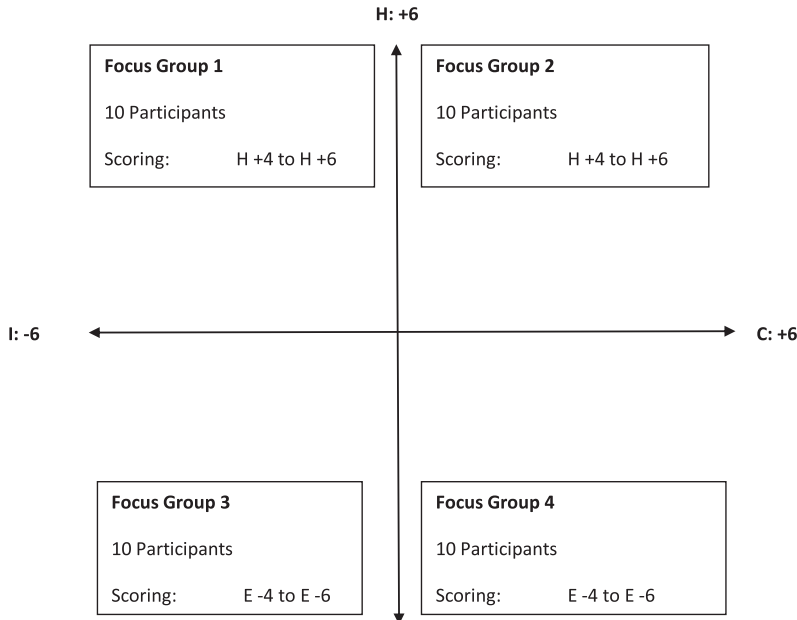 H: +6
Focus Group 1
10 Participants
Scoring: H +4 to H +6
Focus Group 2
10 Participants
Scoring: H +4 to H +6
I: -6
C: +6
Focus Group 3
10 Participants
Scoring: E -4 to E -6
Focus Group 4
10 Participants
Scoring: E -4 to E -6